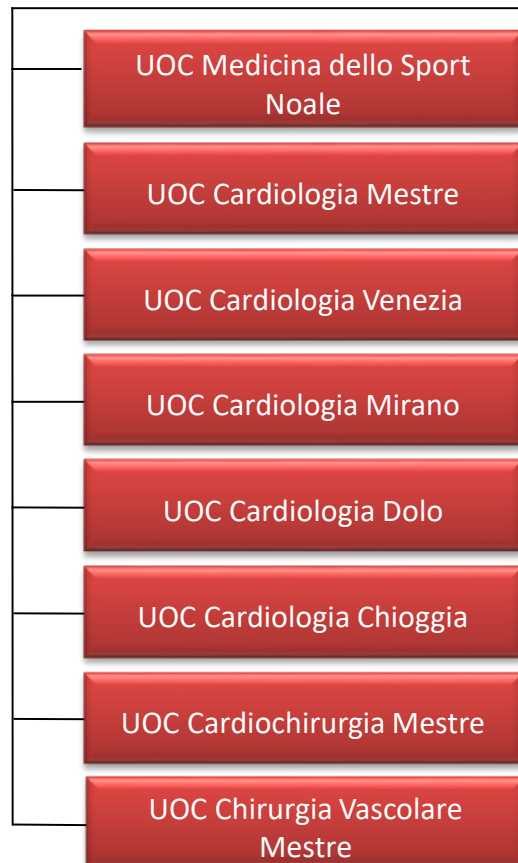 UOC Medicina dello Sport
Noale
UOC Cardiologia Mestre
UOC Cardiologia Venezia
UOC Cardiologia Mirano
UOC Cardiologia Dolo
UOC Cardiologia Chioggia
UOC Cardiochirurgia Mestre
UOC Chirurgia Vascolare
Mestre